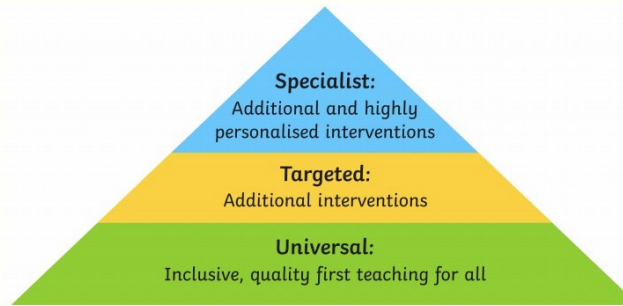 Specialist:
Additional and highly
personalised interventions
Targeted:
Additional interventions
Universal:
Inclusive, quality first teaching for all